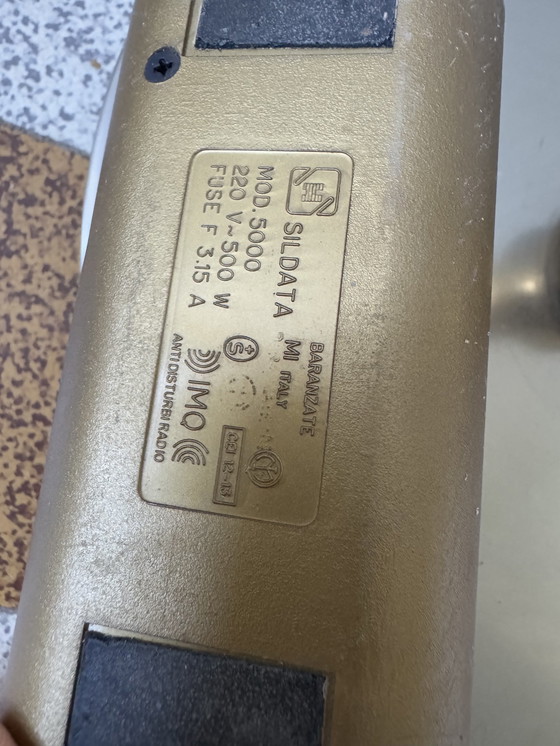 SILDATA
BARANZATE
MI ITALY
MOD. 5000
220 V~ 500 W
FUSE F 3.15 A
+
S
IMQ
ANTIDISTURBI RADIO